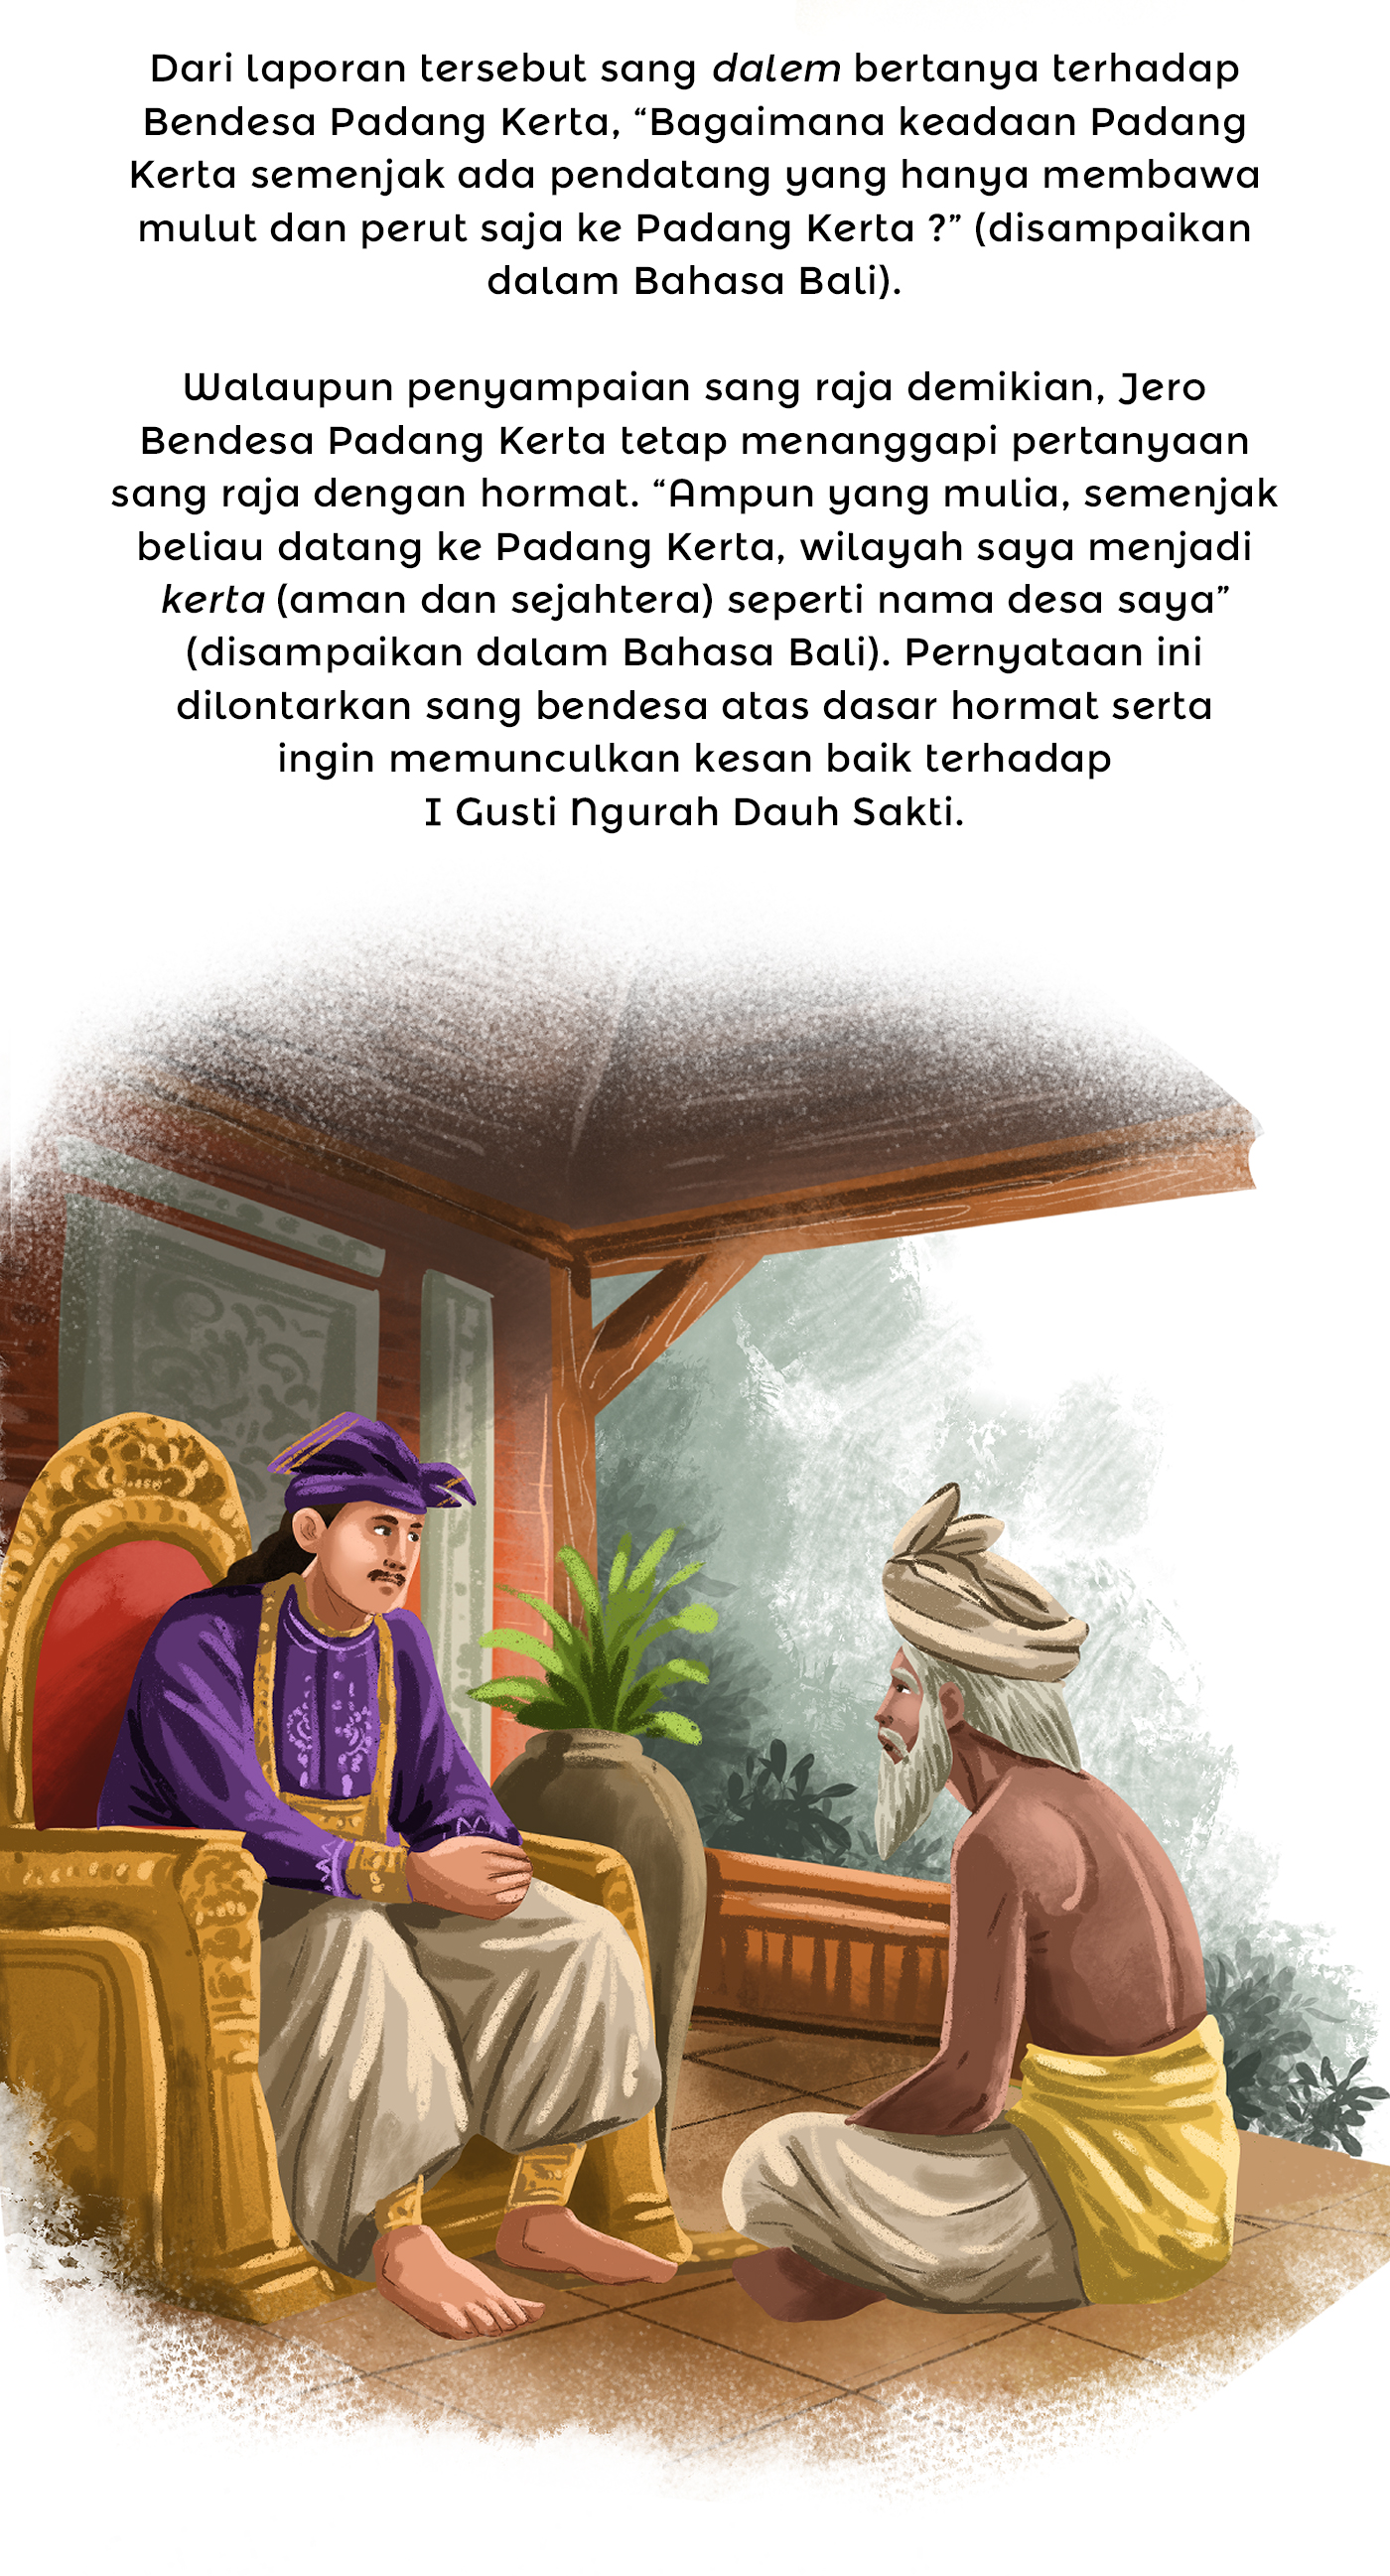 Dari laporan tersebut sang dalem bertanya terhadap
Bendesa Padang Kerta, “Bagaimana keadaan Padang
Kerta semenjak ada pendatang yang hanya membawa
mulut dan perut saja ke Padang Kerta ?” (disampaikan
dalam Bahasa Bali).
Walaupun penyampaian sang raja demikian, Jero
Bendesa Padang Kerta tetap menanggapi pertanyaan
sang raja dengan hormat. “Ampun yang mulia, semenjak
beliau datang ke Padang Kerta, wilayah saya menjadi
kerta (aman dan sejahtera) seperti nama desa saya”
(disampaikan dalam Bahasa Bali). Pernyataan ini
dilontarkan sang bendesa atas dasar hormat serta
ingin memunculkan kesan baik terhadap
I Gusti Ngurah Dauh Sakti.